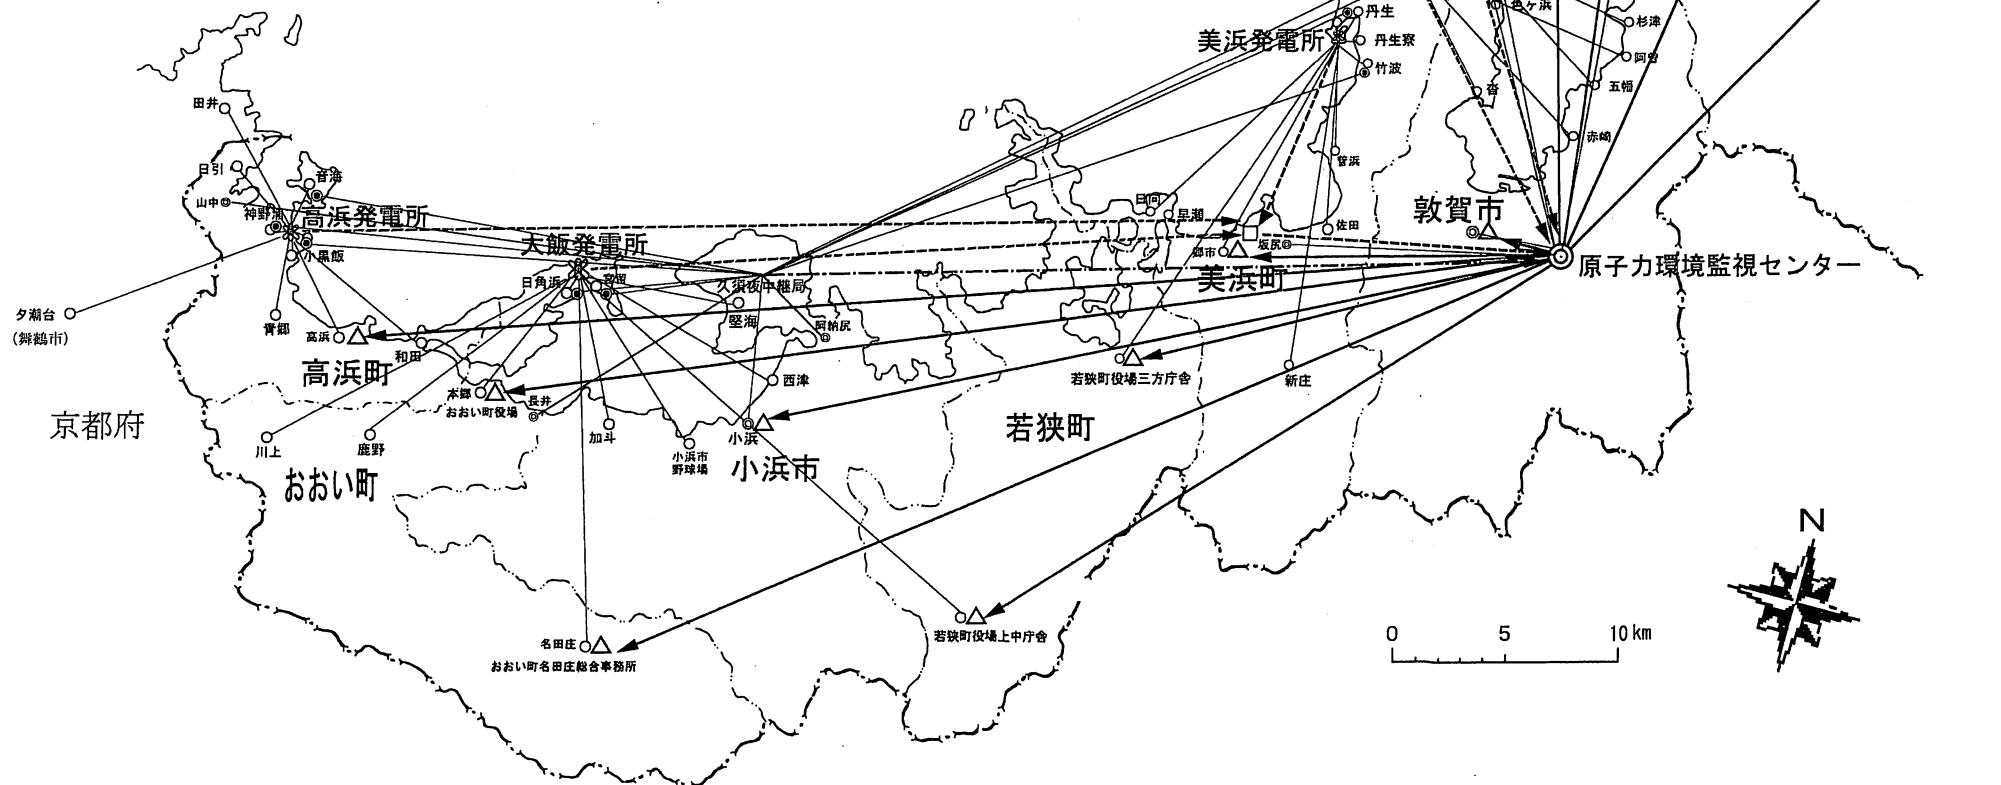 丹生
色ヶ浜
杉津
美浜発電所
丹生寮
阿曽
竹波
五幡
沓
田井
赤崎
菅浜
日引
音海
山中
神野浦
高浜発電所
日向
早瀬
敦賀市
佐田
小黒飯
大飯発電所
坂尻
郷市
美浜町
原子力環境監視センター
日角浜
宮留
久須夜中継局
夕潮台
(舞鶴市)
青郷
高浜
堅海
阿納尻
和田
高浜町
西津
若狭町役場三方庁舎
新庄
本郷
おおい町役場
長井
京都府
川上
鹿野
加斗
小浜
小浜市
野球場
小浜市
若狭町
おおい町
N
名田庄
おおい町名田庄総合事務所
若狭町役場上中庁舎
0 5 10km